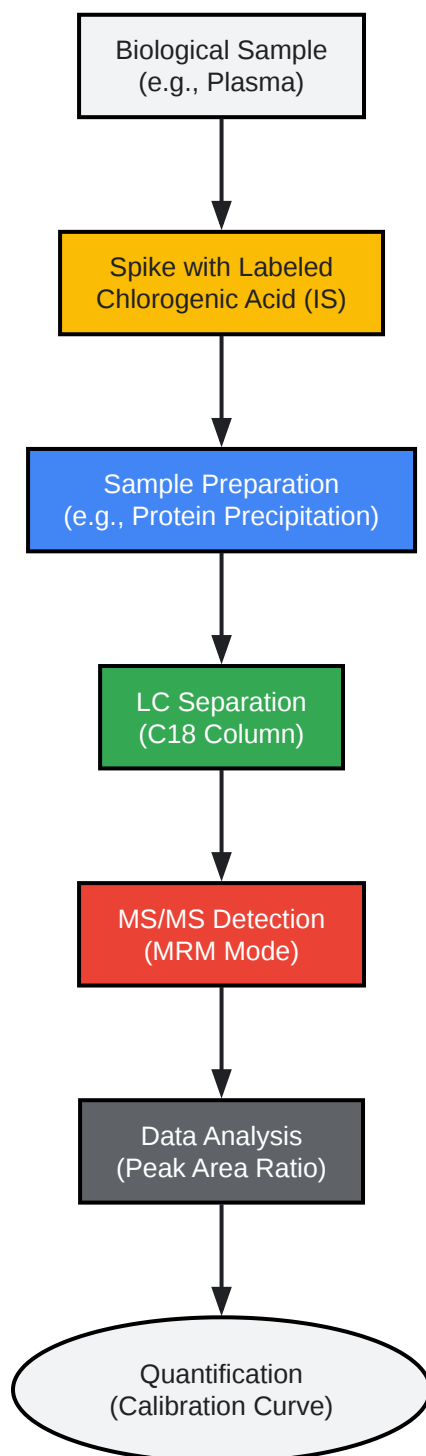 Biological Sample
(e.g., Plasma)
Spike with Labeled
Chlorogenic Acid (IS)
Sample Preparation
(e.g., Protein Precipitation)
LC Separation
(C18 Column)
MS/MS Detection
(MRM Mode)
Data Analysis
(Peak Area Ratio)
Quantification
(Calibration Curve)